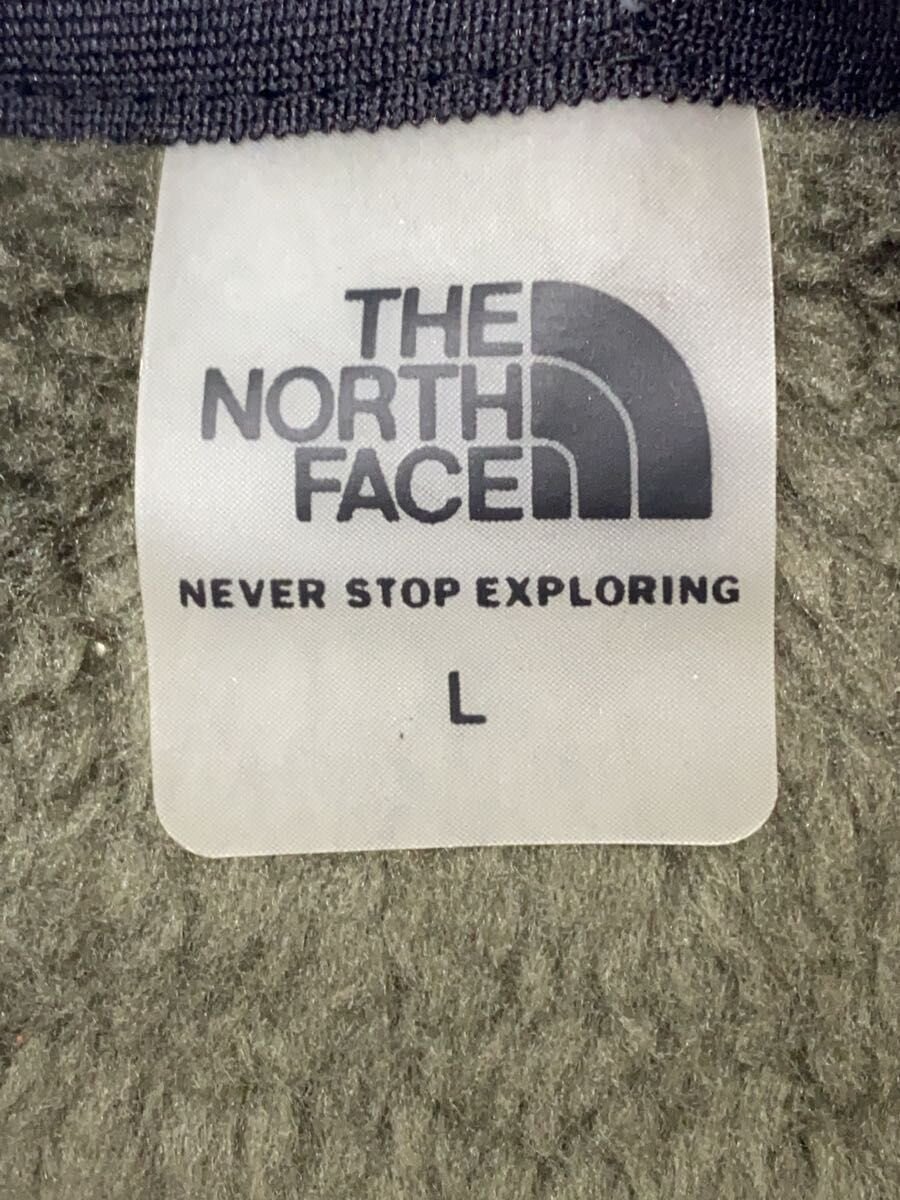 THE
NORTH
FACE
NEVER STOP EXPLORING
L